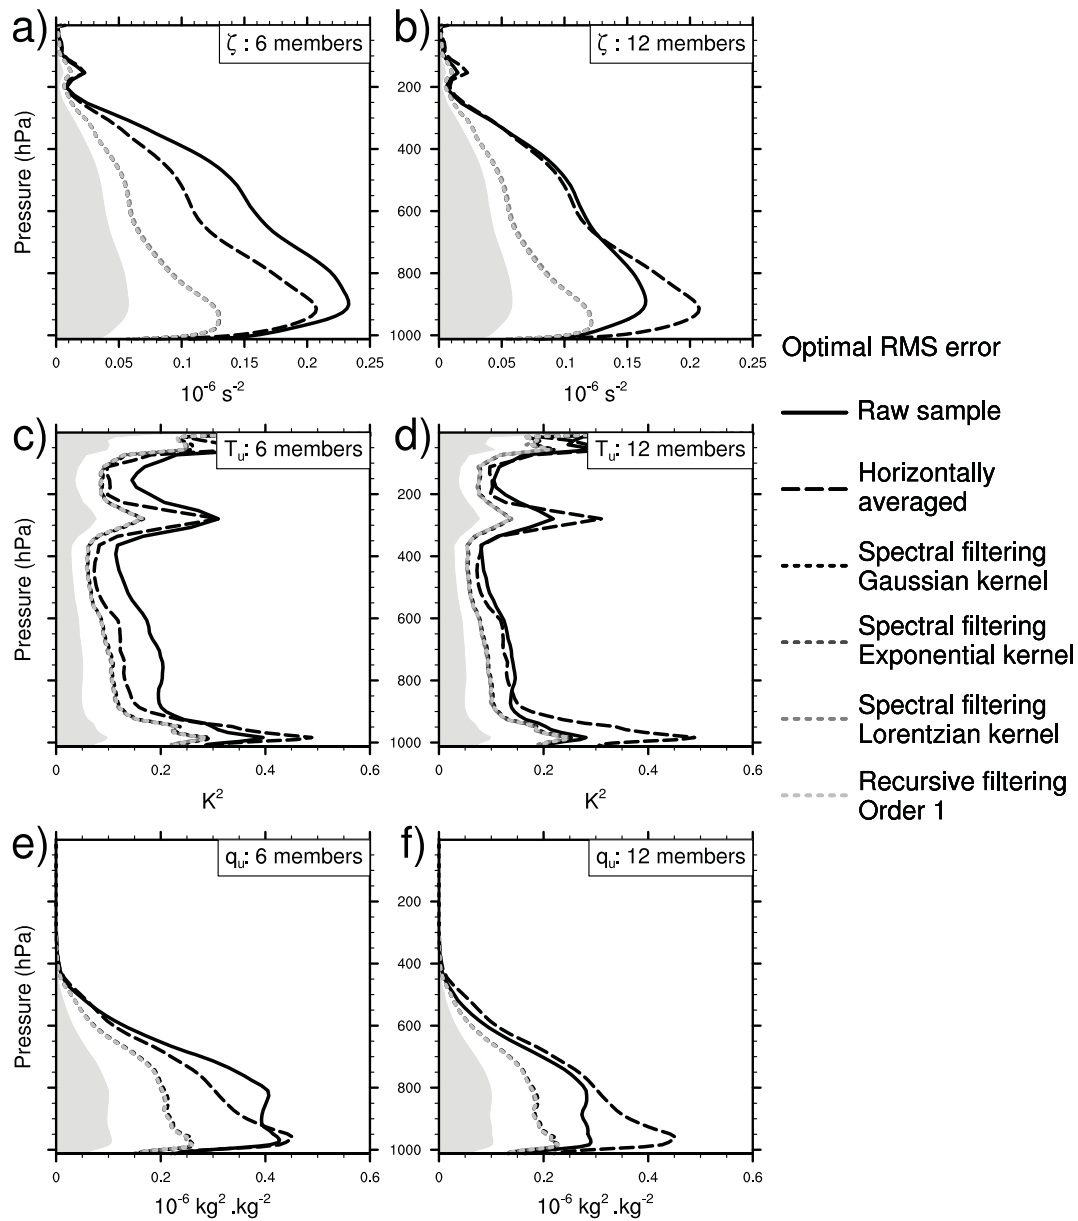 a)
ζ : 6 members
Pressure (hPa)
0 0.05 0.1 0.15 0.2 0.25
10⁻⁶ s⁻²
b)
ζ : 12 members
200
400
600
800
1000
0 0.05 0.1 0.15 0.2 0.25
10⁻⁶ s⁻²
c)
Tᵤ: 6 members
Pressure (hPa)
0 0.2 0.4 0.6
K²
d)
Tᵤ: 12 members
200
400
600
800
1000
0 0.2 0.4 0.6
K²
e)
qᵤ: 6 members
Pressure (hPa)
0 0.2 0.4 0.6
10⁻⁶ kg² .kg⁻²
f)
qᵤ: 12 members
200
400
600
800
1000
0 0.2 0.4 0.6
10⁻⁶ kg² .kg⁻²
Optimal RMS error
Raw sample
Horizontally
averaged
Spectral filtering
Gaussian kernel
Spectral filtering
Exponential kernel
Spectral filtering
Lorentzian kernel
Recursive filtering
Order 1